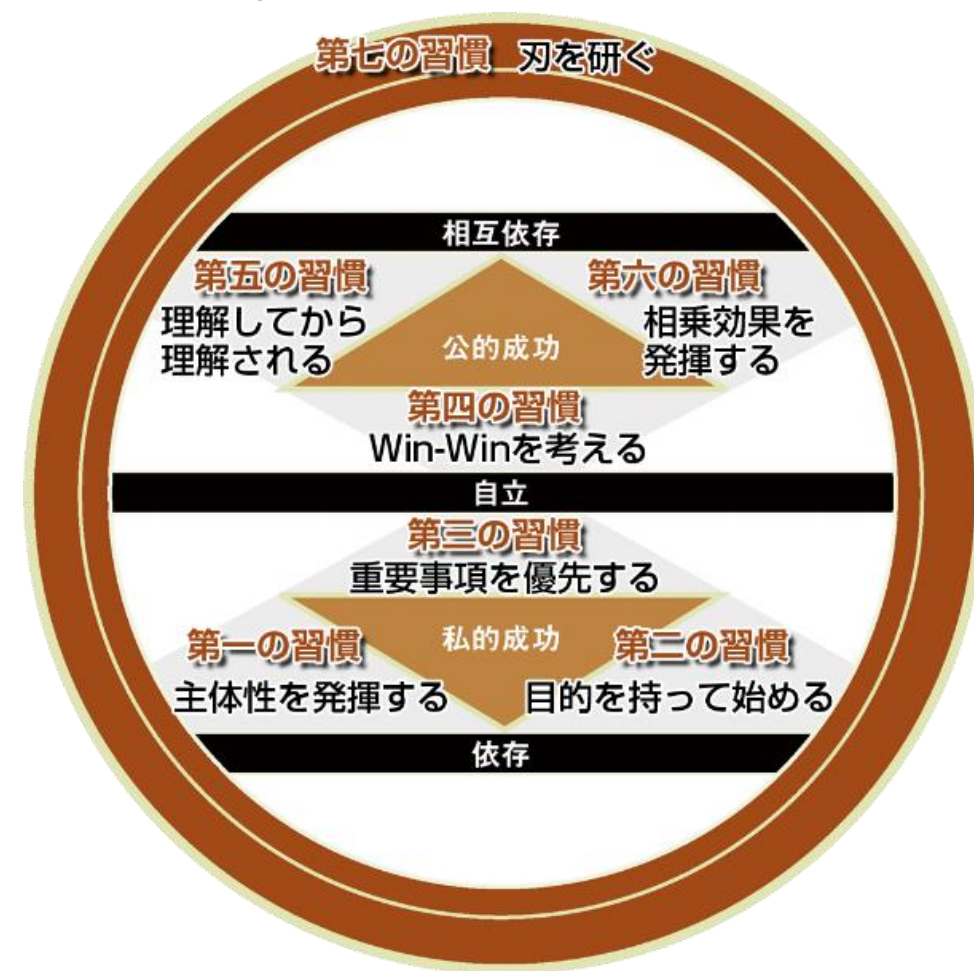 第七の習慣 刃を研ぐ
相互依存
第五の習慣
理解してから
理解される
第六の習慣
相乗効果を
発揮する
公的成功
第四の習慣
Win-Winを考える
自立
第三の習慣
重要事項を優先する
私的成功
第一の習慣
主体性を発揮する
第二の習慣
目的を持って始める
依存